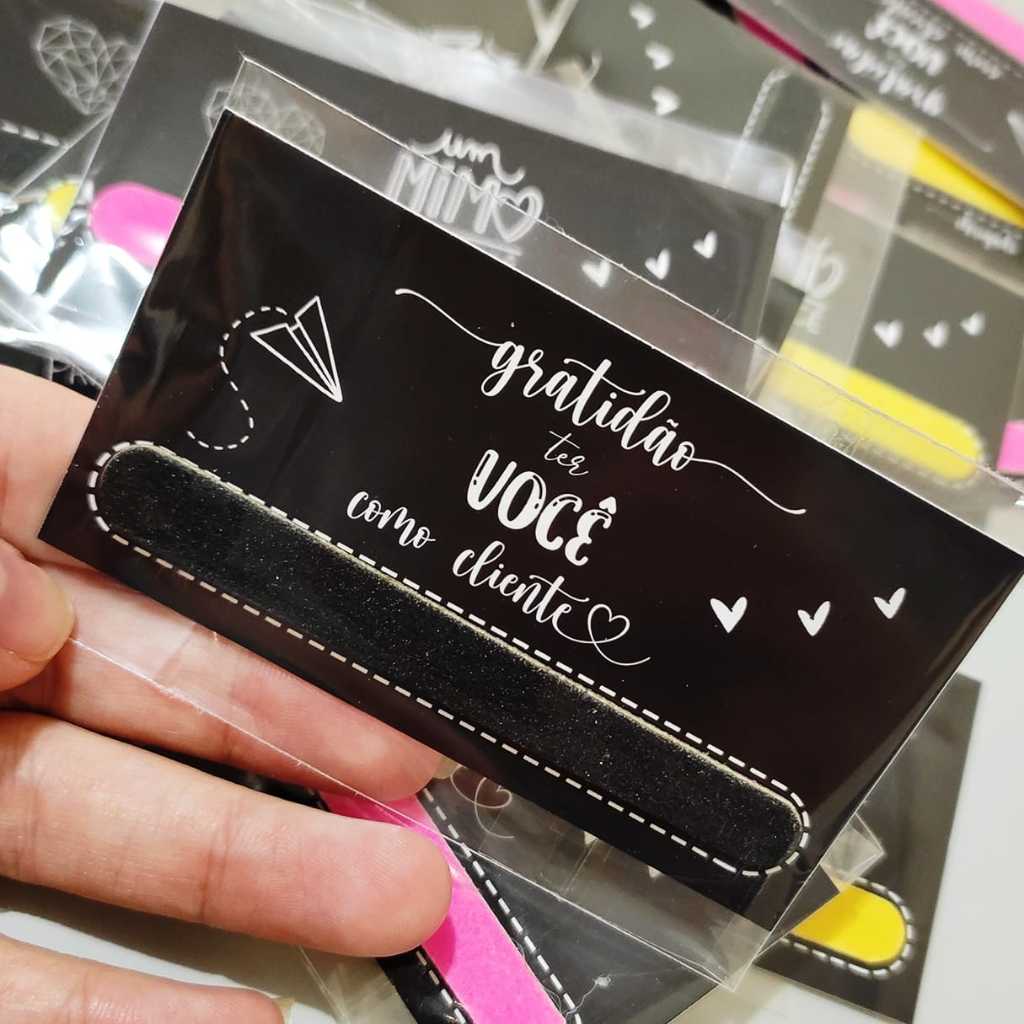 gratidão
ter
VOCÊ
como cliente
um
MIMO